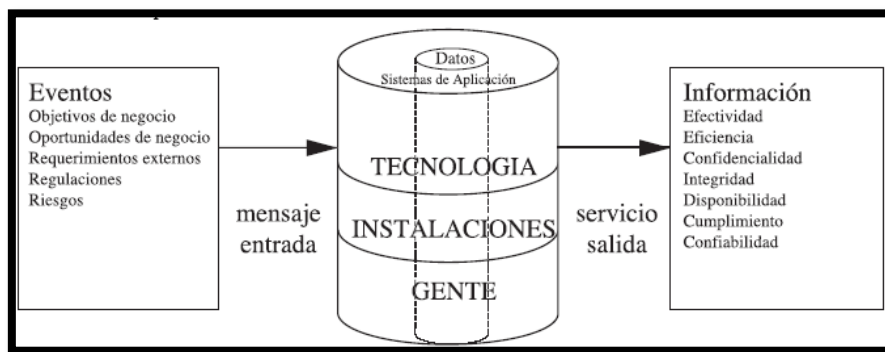 Eventos
Objetivos de negocio
Oportunidades de negocio
Requerimientos externos
Regulaciones
Riesgos
mensaje
entrada
Datos
Sistemas de Aplicación
TECNOLOGIA
INSTALACIONES
GENTE
servicio
salida
Información
Efectividad
Eficiencia
Confidencialidad
Integridad
Disponibilidad
Cumplimiento
Confiabilidad